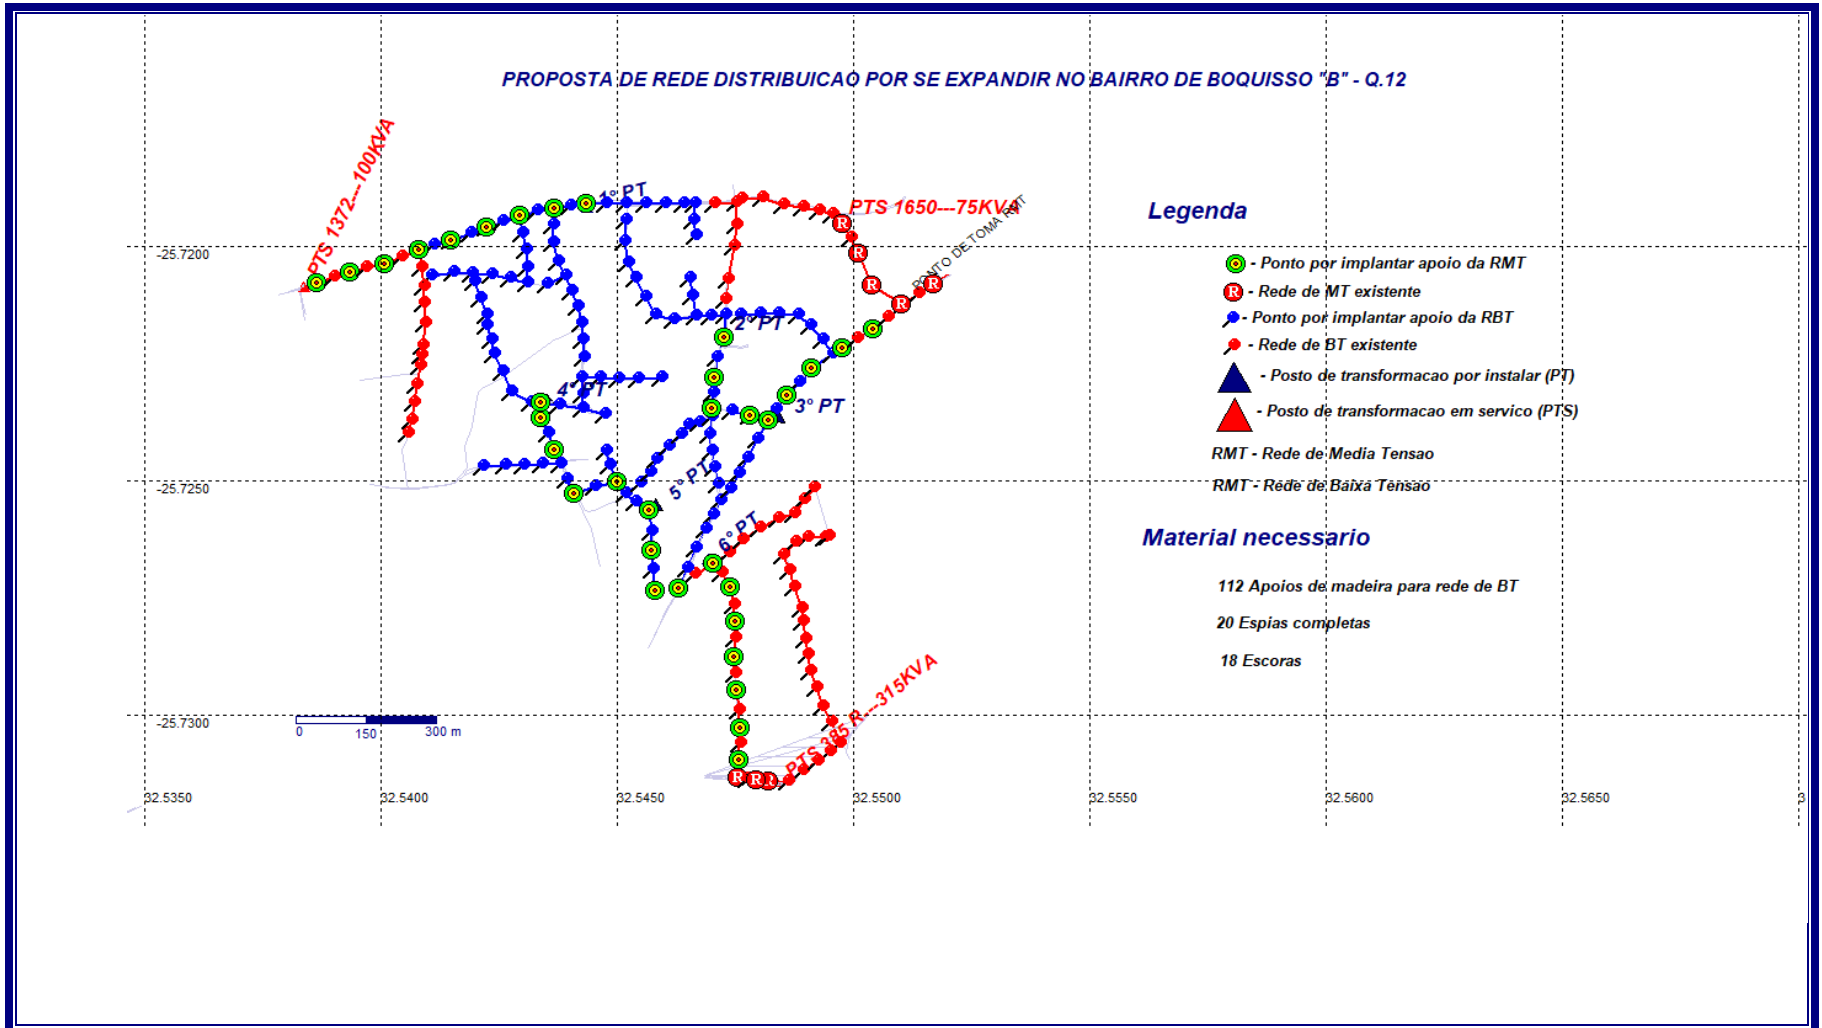 PROPOSTA DE REDE DISTRIBUICAO POR SE EXPANDIR NO BAIRRO DE BOQUISSO "B" - Q.12
PTS 1372---100KVA
1° PT
PTS 1650---75KVA
PONTO DE TOMA RMT
2° PT
4° PT
3° PT
5° PT
6° PT
PTS 385 R---315KVA
R
R
R
R
R
R
R
R
-25.7200
-25.7250
-25.7300
0
150
300 m
32.5350
32.5400
32.5450
32.5500
32.5550
32.5600
32.5650
3
Legenda
- Ponto por implantar apoio da RMT
R - Rede de MT existente
- Ponto por implantar apoio da RBT
- Rede de BT existente
- Posto de transformacao por instalar (PT)
- Posto de transformacao em servico (PTS)
RMT - Rede de Media Tensao
RMT - Rede de Baixa Tensao
Material necessario
112 Apoios de madeira para rede de BT
20 Espias completas
18 Escoras